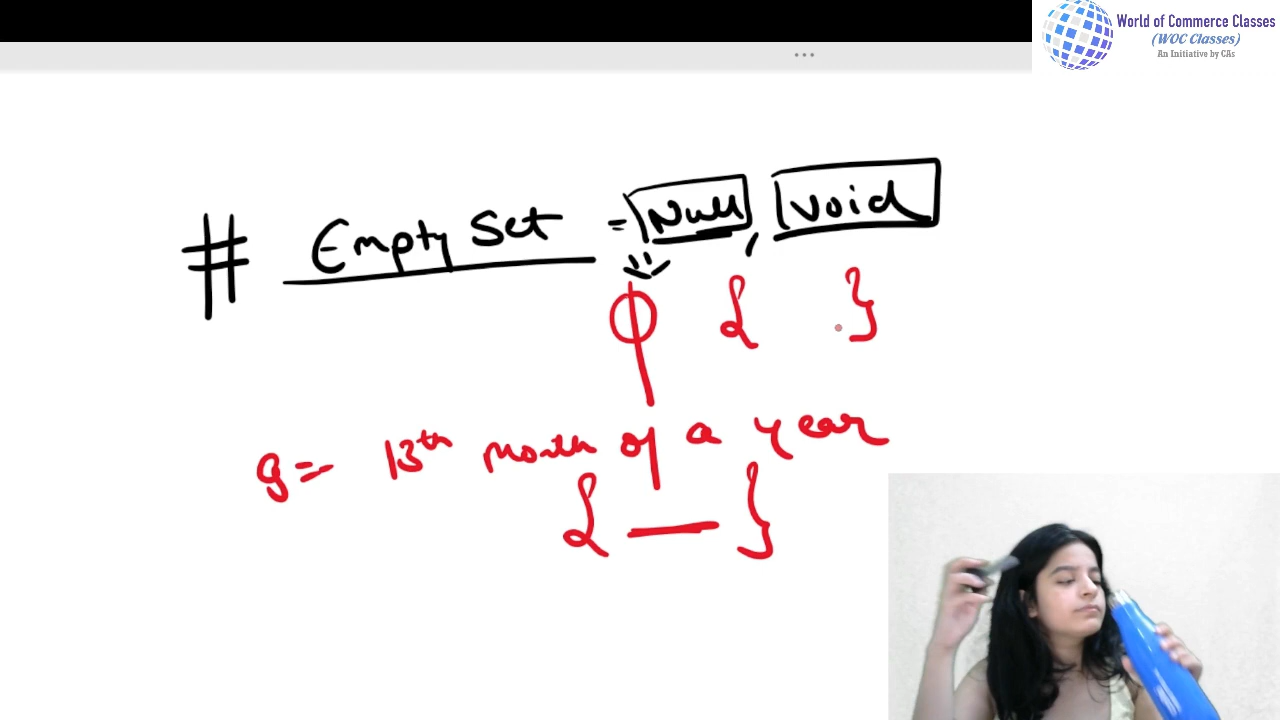 World of Commerce Classes
(WOC Classes)
An Initiative by CAs
# Empty Set = Null, Void
ϕ { }
g = 13th month of a year
{ — }